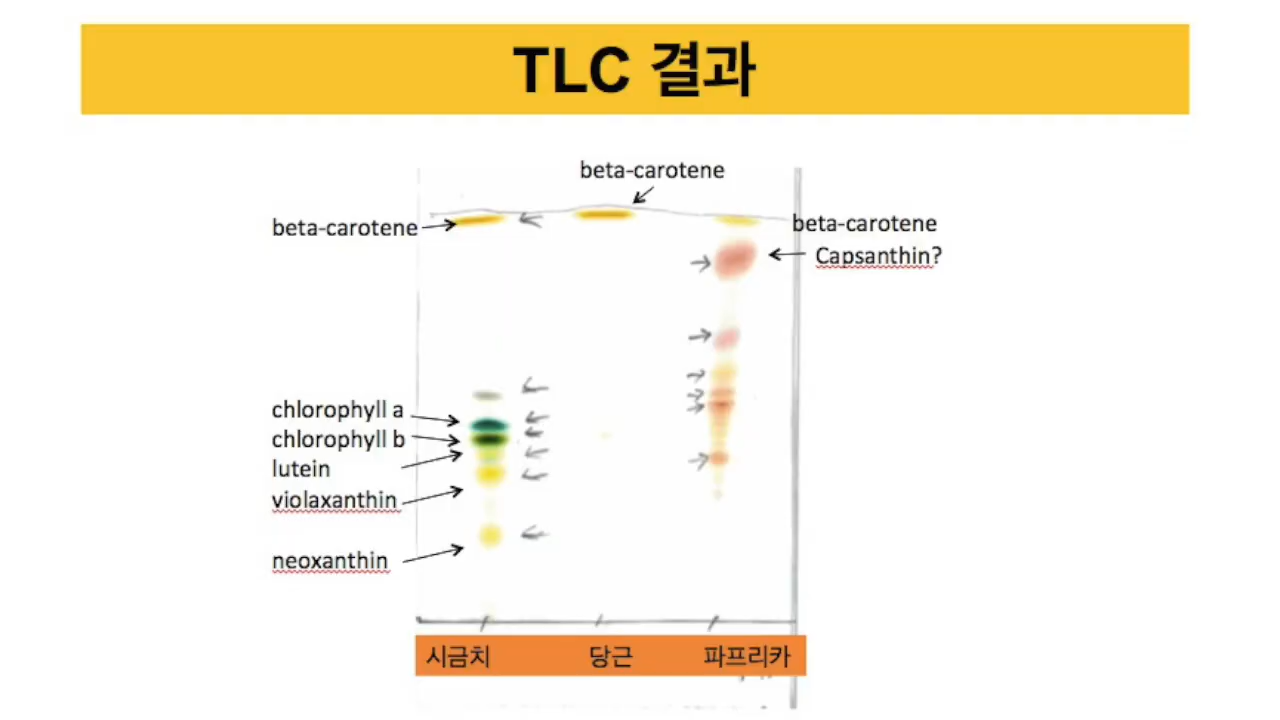 TLC 결과
beta-carotene
beta-carotene
beta-carotene
Capsanthin?
chlorophyll a
chlorophyll b
lutein
violaxanthin
neoxanthin
시금치
당근
파프리카